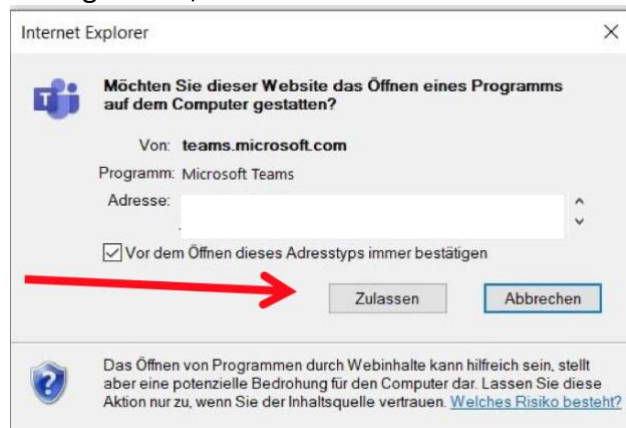 Internet Explorer
Möchten Sie dieser Website das Öffnen eines Programms
auf dem Computer gestatten?
Von: teams.microsoft.com
Programm: Microsoft Teams
Adresse:
Vor dem Öffnen dieses Adresstyps immer bestätigen
Zulassen Abbrechen
Das Öffnen von Programmen durch Webinhalte kann hilfreich sein, stellt
aber eine potenzielle Bedrohung für den Computer dar. Lassen Sie diese
Aktion nur zu, wenn Sie der Inhaltsquelle vertrauen. Welches Risiko besteht?